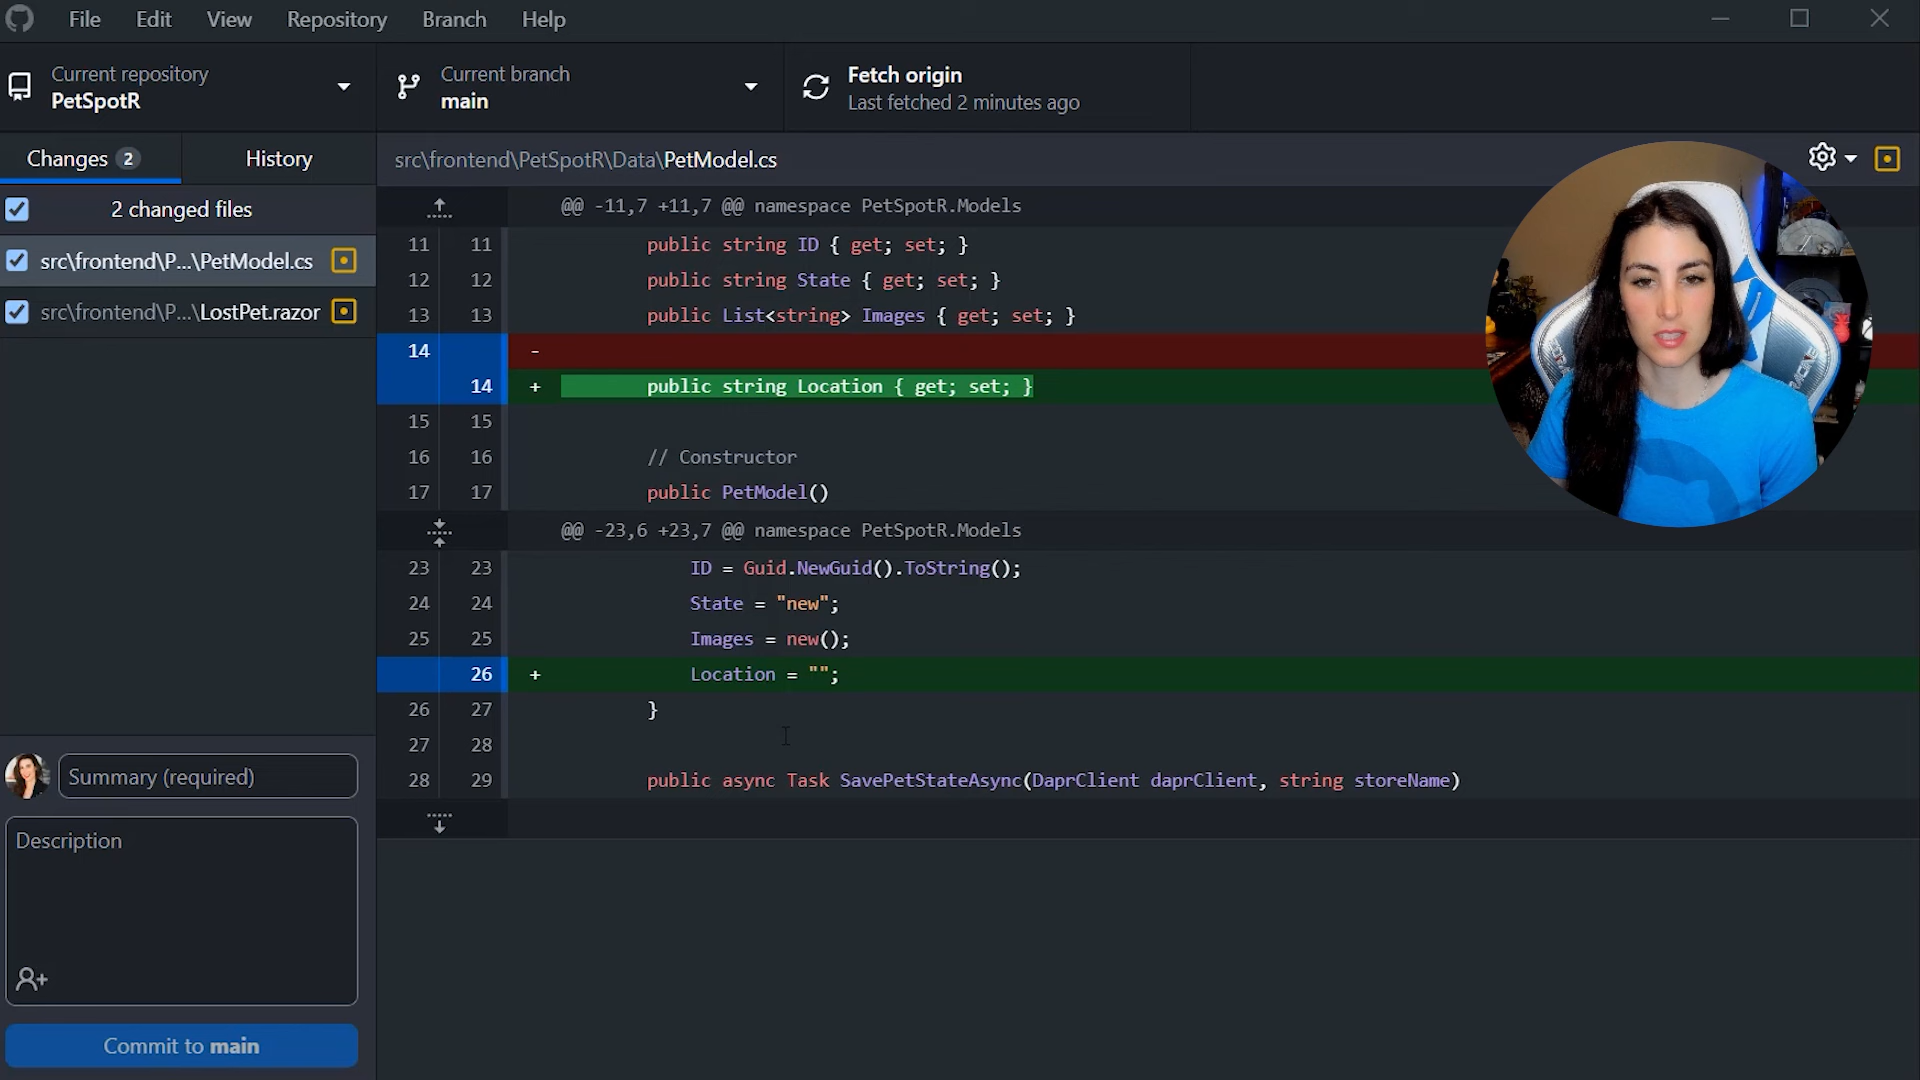 File Edit View Repository Branch Help
Current repository
PetSpotR
Current branch
main
Fetch origin
Last fetched 2 minutes ago
Changes 2 History
2 changed files
src\frontend\P...\PetModel.cs
src\frontend\P...\LostPet.razor
Summary (required)
Description
Commit to main
src\frontend\PetSpotR\Data\PetModel.cs
@@ -11,7 +11,7 @@ namespace PetSpotR.Models
11 11 public string ID { get; set; }
12 12 public string State { get; set; }
13 13 public List<string> Images { get; set; }
14 -
14 + public string Location { get; set; }
15 15
16 16 // Constructor
17 17 public PetModel()
@@ -23,6 +23,7 @@ namespace PetSpotR.Models
23 23 ID = Guid.NewGuid().ToString();
24 24 State = "new";
25 25 Images = new();
26 + Location = "";
26 27 }
27 28
28 29 public async Task SavePetStateAsync(DaprClient daprClient, string storeName)